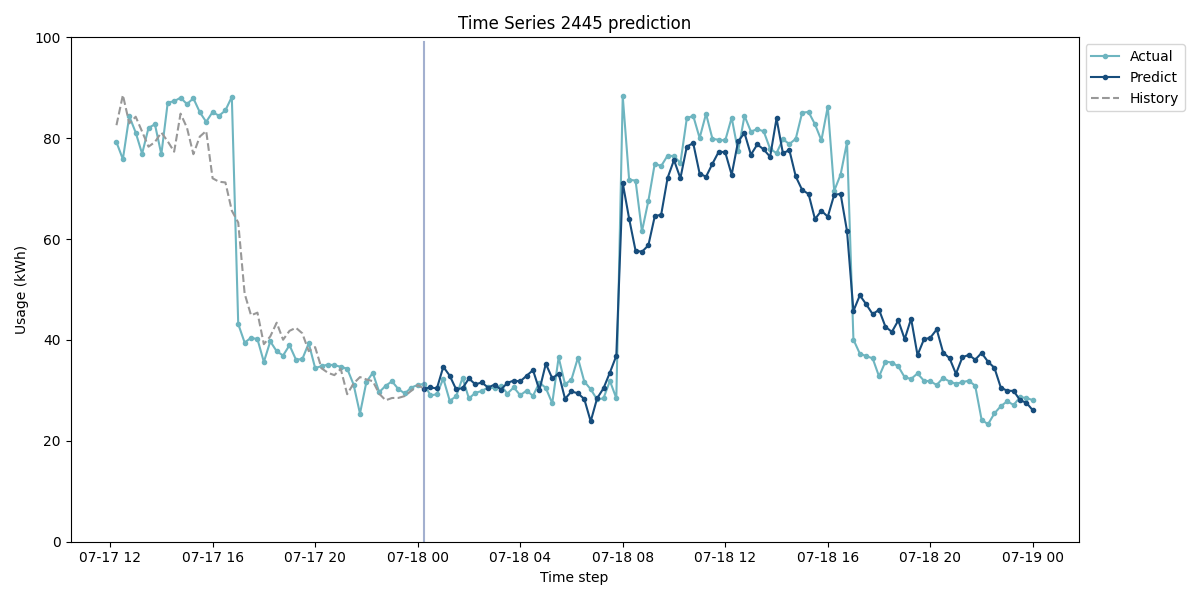 Time Series 2445 prediction
Usage (kWh)
100
80
60
40
20
0
07-17 12
07-17 16
07-17 20
07-18 00
07-18 04
07-18 08
07-18 12
07-18 16
07-18 20
07-19 00
Time step
Actual
Predict
History